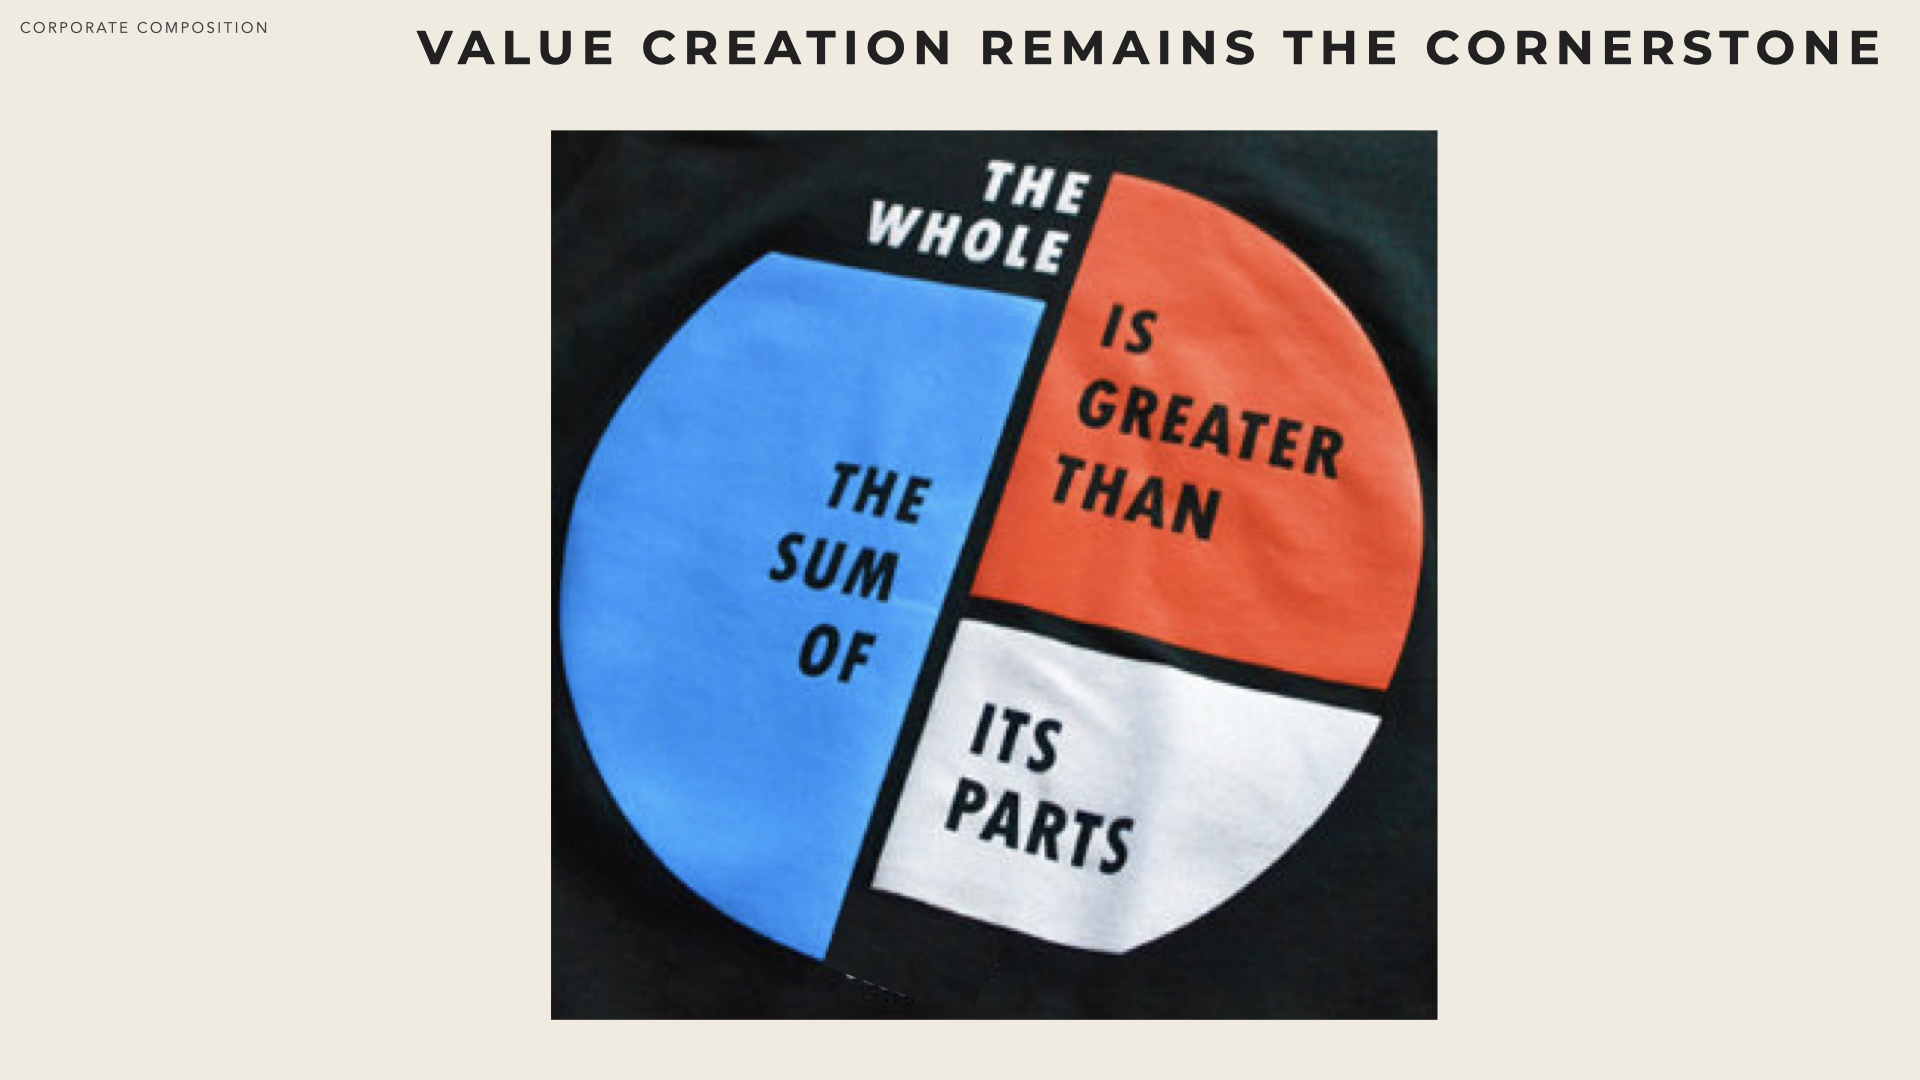 CORPORATE COMPOSITION
VALUE CREATION REMAINS THE CORNERSTONE
THE
WHOLE
IS
GREATER
THAN
THE
SUM
OF
ITS
PARTS